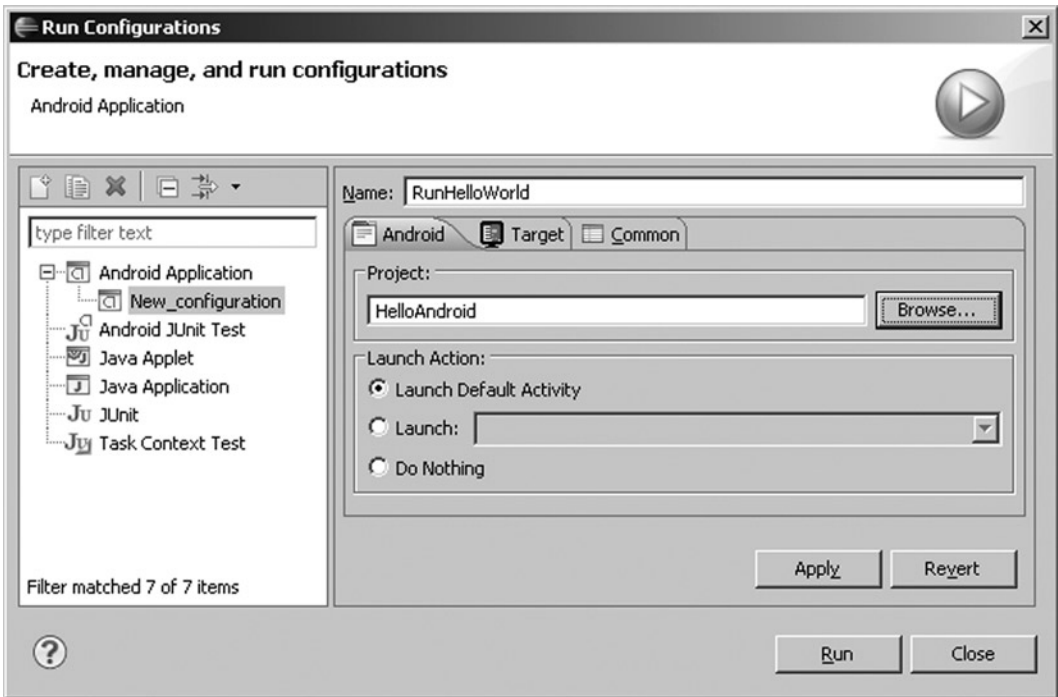 Run Configurations
Create, manage, and run configurations
Android Application
type filter text
Android Application
New_configuration
Android JUnit Test
Java Applet
Java Application
JUnit
Task Context Test
Filter matched 7 of 7 items
Name: RunHelloWorld
Android Target Common
Project:
HelloAndroid Browse...
Launch Action:
Launch Default Activity
Launch:
Do Nothing
Apply Revert
Run Close